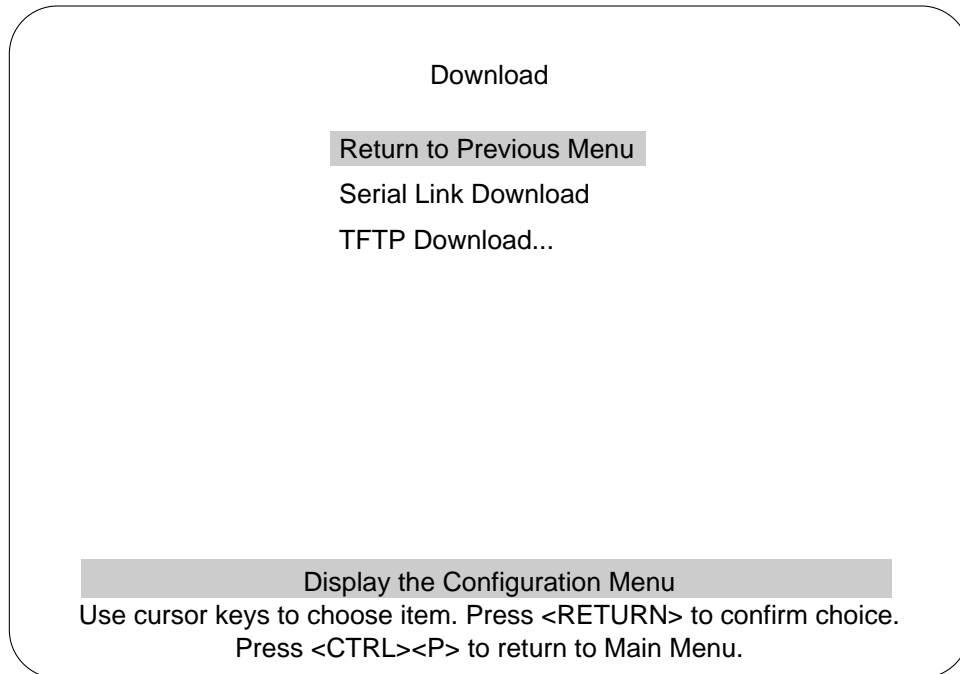 Download
Return to Previous Menu
Serial Link Download
TFTP Download...
Display the Configuration Menu
Use cursor keys to choose item. Press <RETURN> to confirm choice.
Press <CTRL><P> to return to Main Menu.